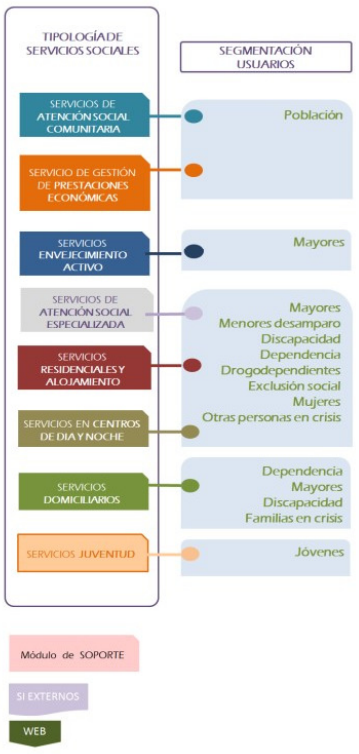 TIPOLOGÍA DE
SERVICIOS SOCIALES
SEGMENTACIÓN
USUARIOS
SERVICIOS DE
ATENCIÓN SOCIAL
COMUNITARIA
Población
SERVICIO DE GESTIÓN
DE PRESTACIONES
ECONÓMICAS
SERVICIOS
ENVEJECIMIENTO
ACTIVO
Mayores
SERVICIOS DE
ATENCIÓN SOCIAL
ESPECIALIZADA
SERVICIOS
RESIDENCIALES Y
ALOJAMIENTO
SERVICIOS EN CENTROS
DE DIA Y NOCHE
Mayores
Menores desamparo
Discapacidad
Dependencia
Drogodependientes
Exclusión social
Mujeres
Otras personas en crisis
SERVICIOS
DOMICILIARIOS
Dependencia
Mayores
Discapacidad
Familias en crisis
SERVICIOS JUVENTUD
Jóvenes
Módulo de SOPORTE
SI EXTERNOS
WEB